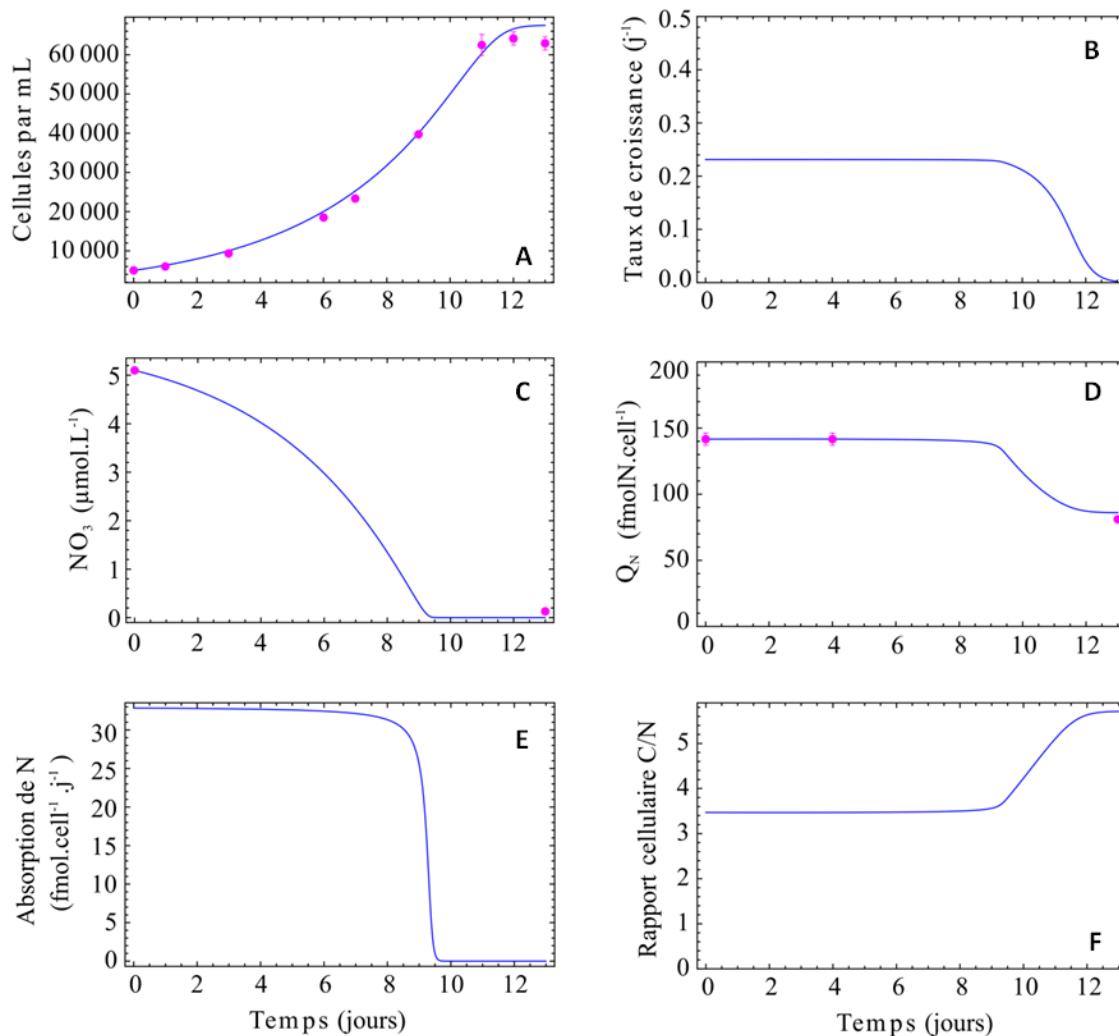 60 000
50 000
40 000
30 000
20 000
10 000
Cellules par mL
A
0 2 4 6 8 10 12
0.5
0.4
0.3
0.2
0.1
0.0
Taux de croissance (j⁻¹)
B
0 2 4 6 8 10 12
5
4
3
2
1
0
NO₃ (µmol.L⁻¹)
C
0 2 4 6 8 10 12
200
150
100
50
0
Q_N (fmolN.cell⁻¹)
D
0 2 4 6 8 10 12
30
25
20
15
10
5
0
Absorption de N
(fmol.cell⁻¹.j⁻¹)
E
0 2 4 6 8 10 12
Temps (jours)
5
4
3
2
1
0
Rapport cellulaire C/N
F
0 2 4 6 8 10 12
Temps (jours)